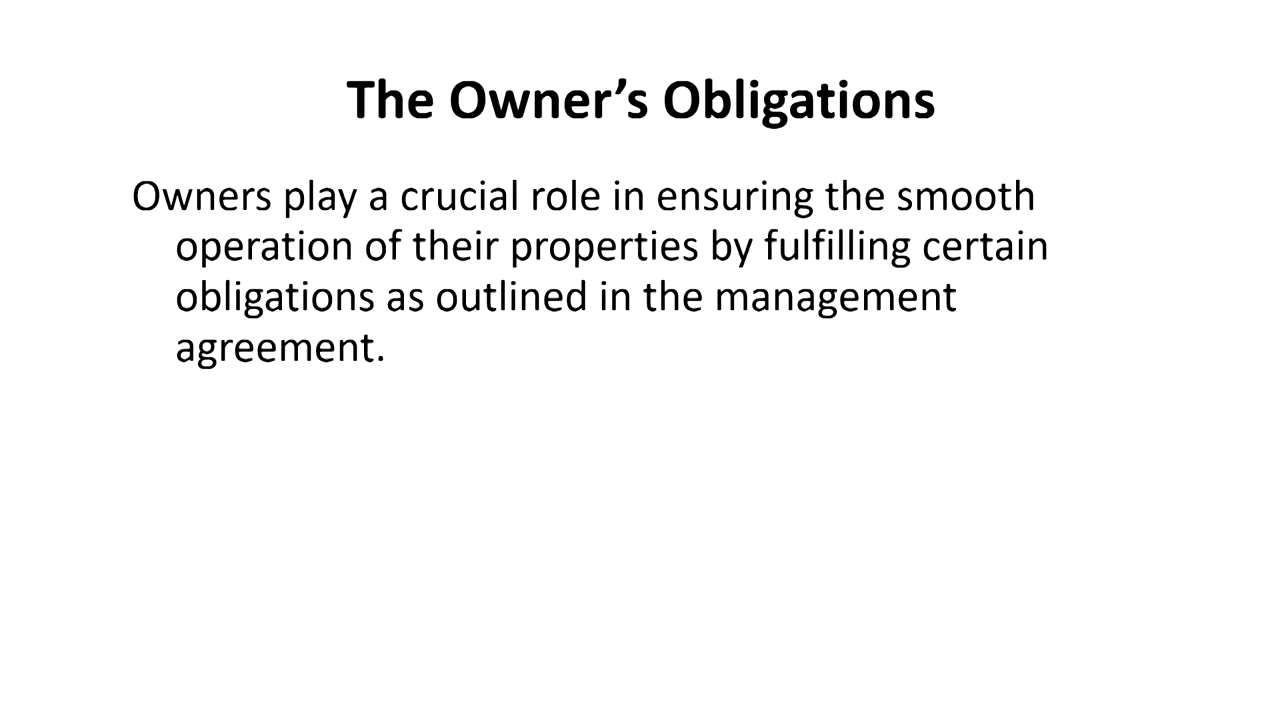 The Owner’s Obligations
Owners play a crucial role in ensuring the smooth
operation of their properties by fulfilling certain
obligations as outlined in the management
agreement.